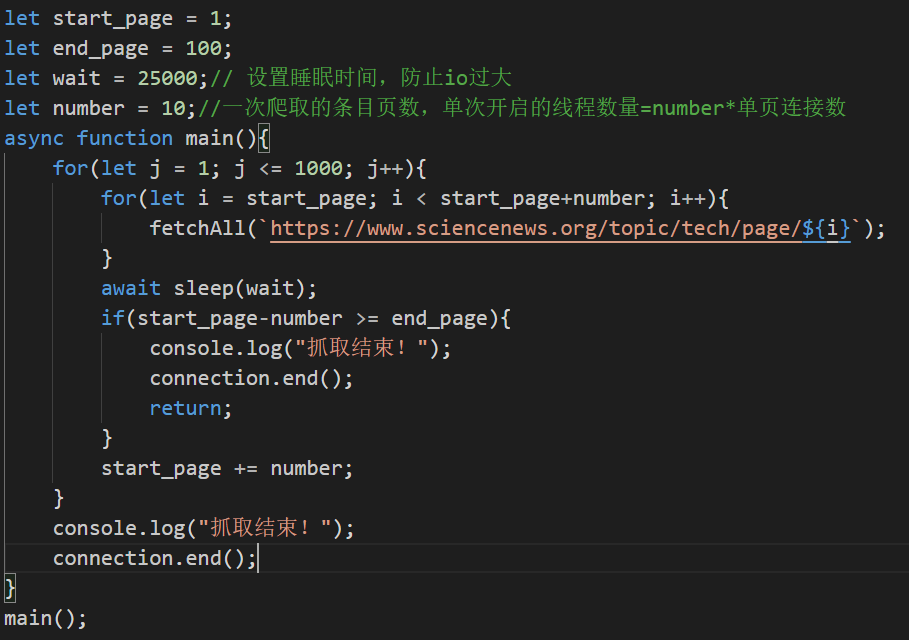 let start_page = 1;
let end_page = 100;
let wait = 25000;// 设置睡眠时间，防止io过大
let number = 10;//一次爬取的条目页数，单次开启的线程数量=number*单页连接数
async function main(){
    for(let j = 1; j <= 1000; j++){
        for(let i = start_page; i < start_page+number; i++){
            fetchAll(`https://www.sciencenews.org/topic/tech/page/${i}`);
        }
        await sleep(wait);
        if(start_page-number >= end_page){
            console.log("抓取结束！");
            connection.end();
            return;
        }
        start_page += number;
    }
    console.log("抓取结束！");
    connection.end();
}
main();